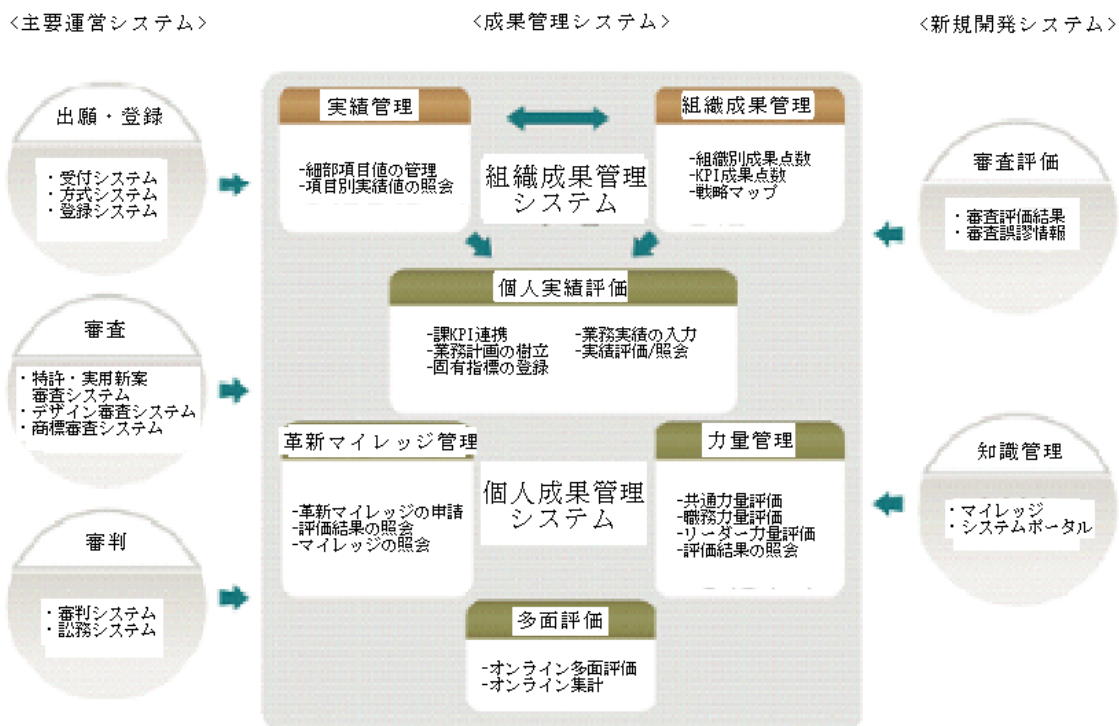 <主要運営システム>
<成果管理システム>
<新規開発システム>
出願・登録
・受付システム
・方式システム
・登録システム
審査
・特許・実用新案
審査システム
・デザイン審査システム
・商標審査システム
審判
・審判システム
・訟務システム
実績管理
-細部項目値の管理
-項目別実績値の照会
組織成果管理
システム
組織成果管理
-組織別成果点数
-KPI成果点数
-戦略マップ
個人実績評価
-課KPI連携
-業務計画の樹立
-固有指標の登録
-業務実績の入力
-実績評価/照会
革新マイレッジ管理
-革新マイレッジの申請
-評価結果の照会
-マイレッジの照会
個人成果管理
システム
力量管理
-共通力量評価
-職務力量評価
-リーダー力量評価
-評価結果の照会
多面評価
-オンライン多面評価
-オンライン集計
審査評価
・審査評価結果
・審査誤謬情報
知識管理
・マイレッジ
・システムポータル